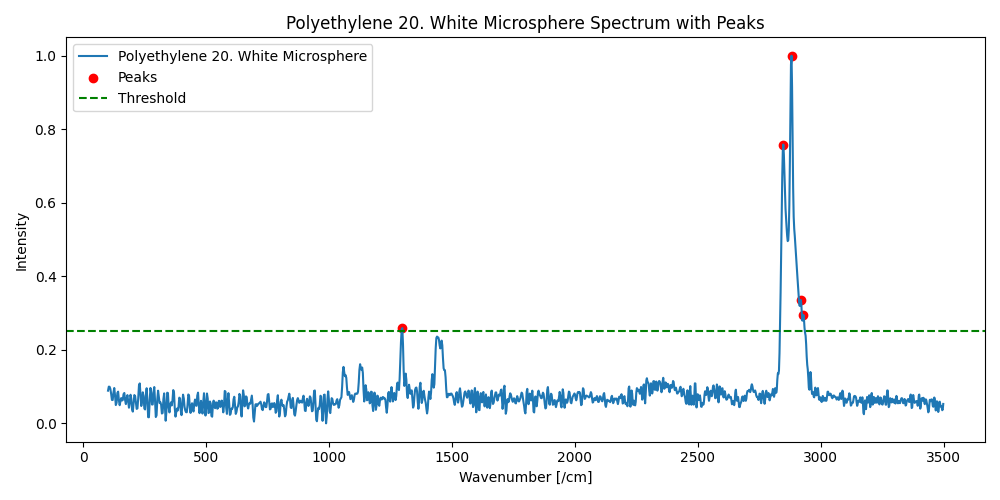 Polyethylene 20. White Microsphere Spectrum with Peaks
Polyethylene 20. White Microsphere
Peaks
Threshold
Intensity
1.0
0.8
0.6
0.4
0.2
0.0
0 500 1000 1500 2000 2500 3000 3500
Wavenumber [/cm]